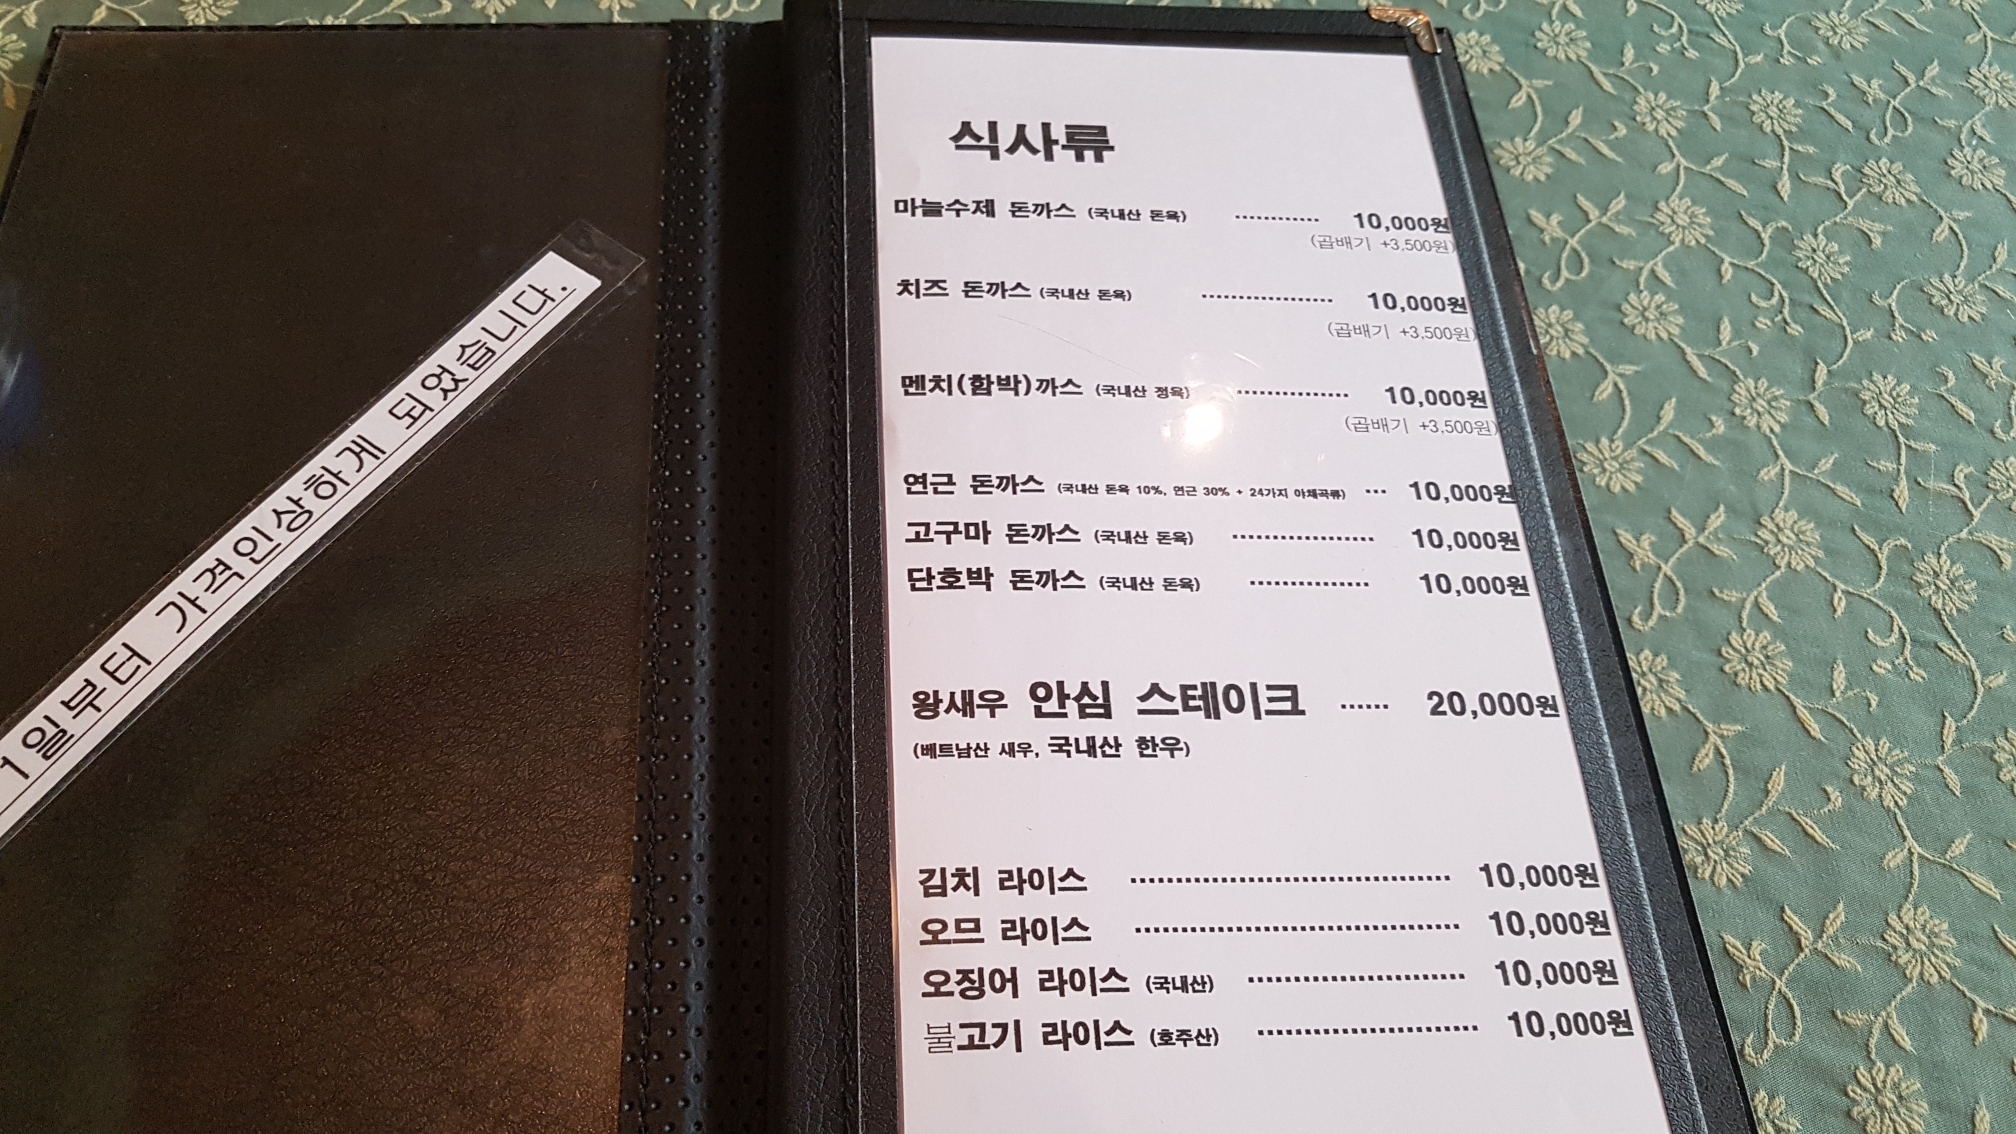 1일부터 가격인상하게 되었습니다.
식사류
마늘수제 돈까스 (국내산 돈육) ............ 10,000원
(곱배기 +3,500원)
치즈 돈까스 (국내산 돈육) .................. 10,000원
(곱배기 +3,500원)
멘치(함박)까스 (국내산 정육) ............... 10,000원
(곱배기 +3,500원)
연근 돈까스 (국내산 돈육 10%, 연근 30% + 24가지 야채곡류) ... 10,000원
고구마 돈까스 (국내산 돈육) ................... 10,000원
단호박 돈까스 (국내산 돈육) ................ 10,000원
왕새우 안심 스테이크 ...... 20,000원
(베트남산 새우, 국내산 한우)
김치 라이스 .................................... 10,000원
오므 라이스 .................................... 10,000원
오징어 라이스 (국내산) ........................ 10,000원
불고기 라이스 (호주산) ........................ 10,000원